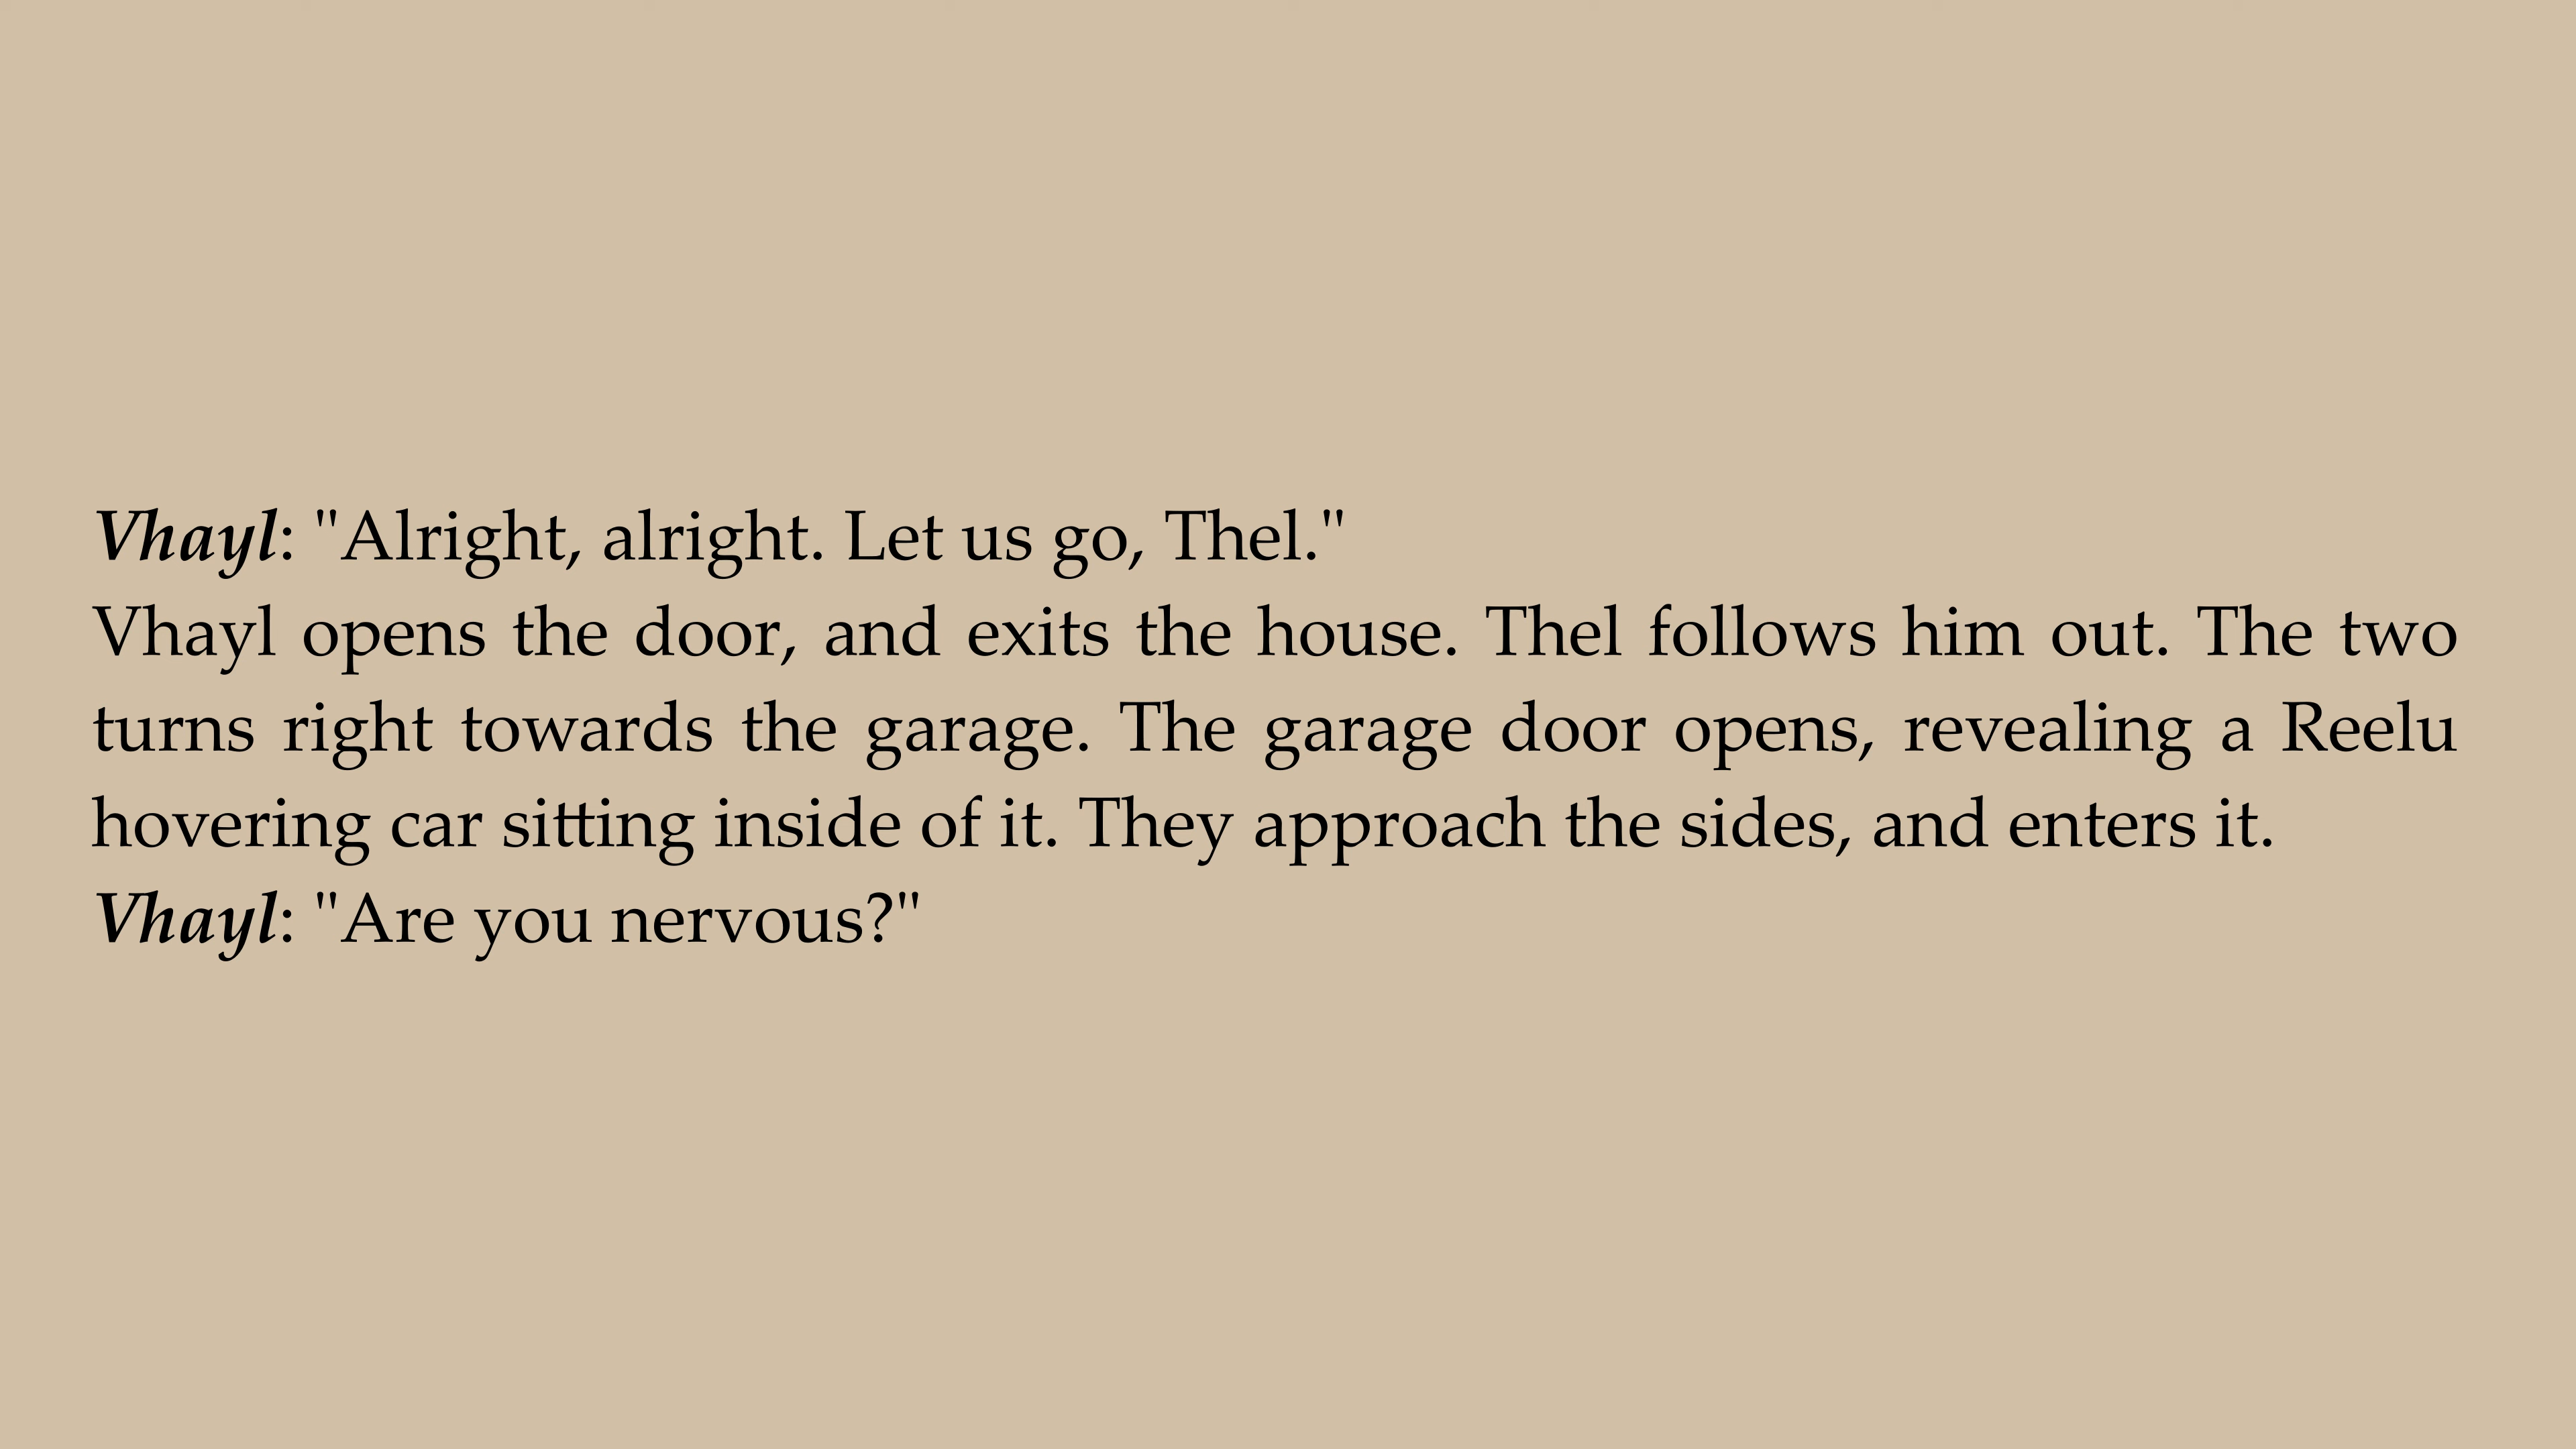 Vhayl: "Alright, alright. Let us go, Thel."
Vhayl opens the door, and exits the house. Thel follows him out. The two
turns right towards the garage. The garage door opens, revealing a Reelu
hovering car sitting inside of it. They approach the sides, and enters it.
Vhayl: "Are you nervous?"